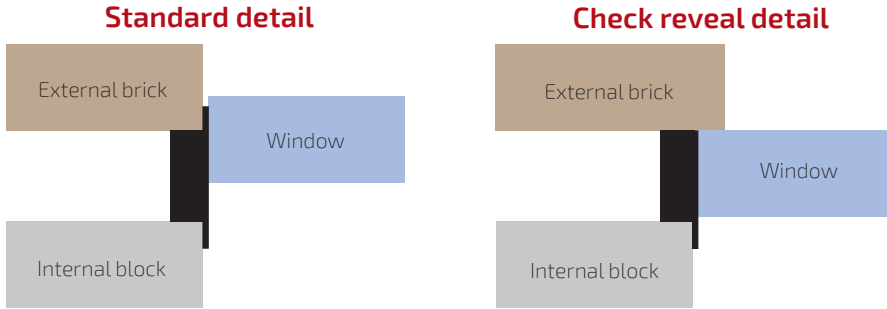 Standard detail
External brick
Window
Internal block
Check reveal detail
External brick
Window
Internal block